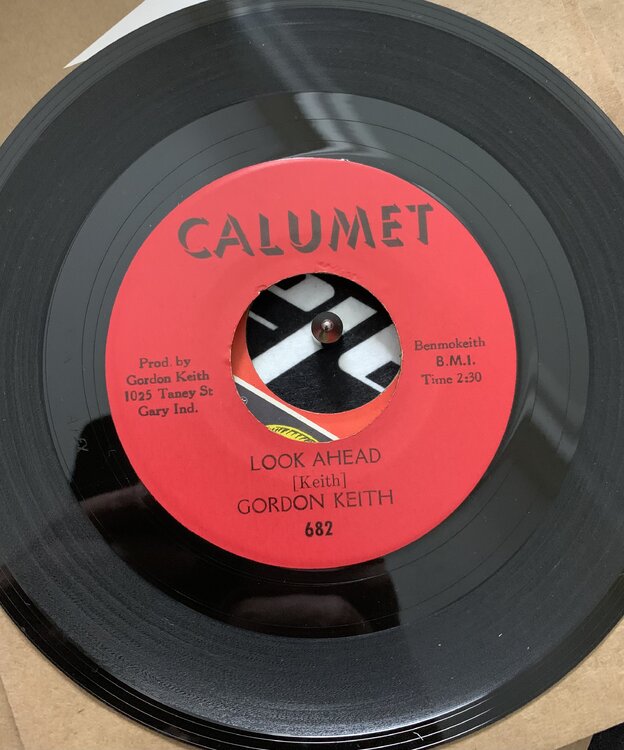 CALUMET
Prod. by
Gordon Keith
1025 Taney St
Gary Ind.
Benmokeith
B.M.I.
Time 2:30
LOOK AHEAD
[Keith]
GORDON KEITH
682